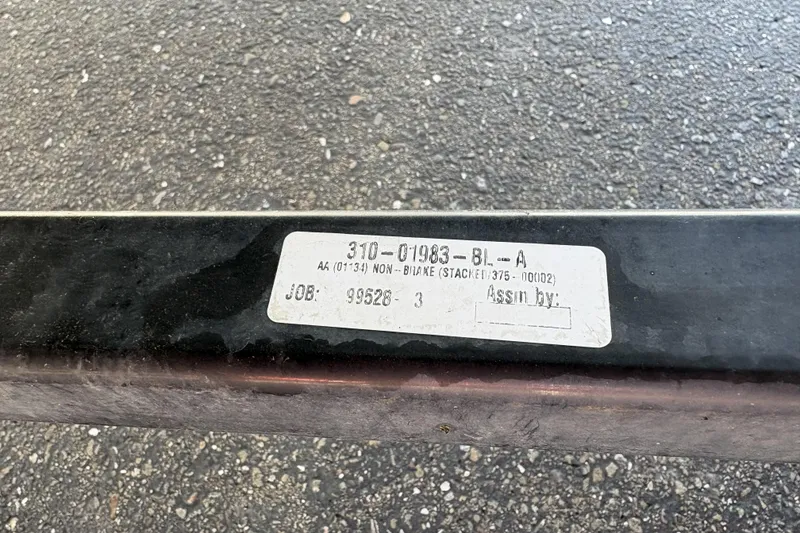 310-01983-BL-A
AA (01134) NON-BRAKE (STACKED/375-00002)
JOB: 99528-3 Assm by: